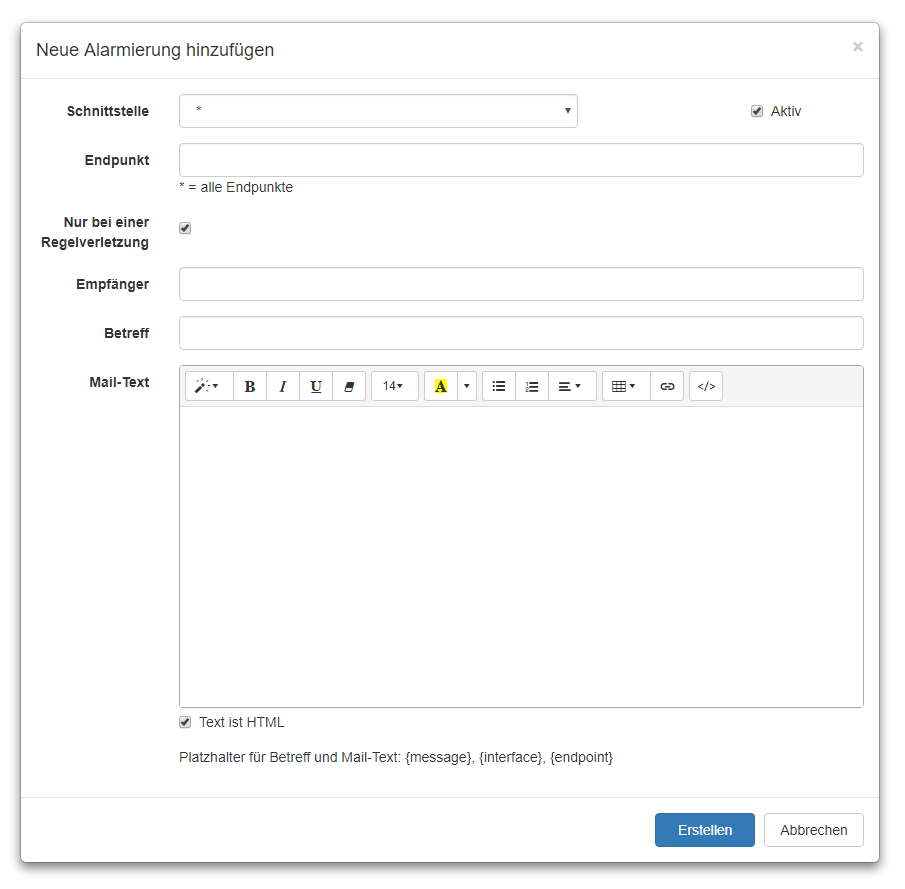 Neue Alarmierung hinzufügen ×
Schnittstelle * Aktiv
Endpunkt
* = alle Endpunkte
Nur bei einer
Regelverletzung
Empfänger
Betreff
Mail-Text B I U 14 A </>
Text ist HTML
Platzhalter für Betreff und Mail-Text: {message}, {interface}, {endpoint}
Erstellen Abbrechen